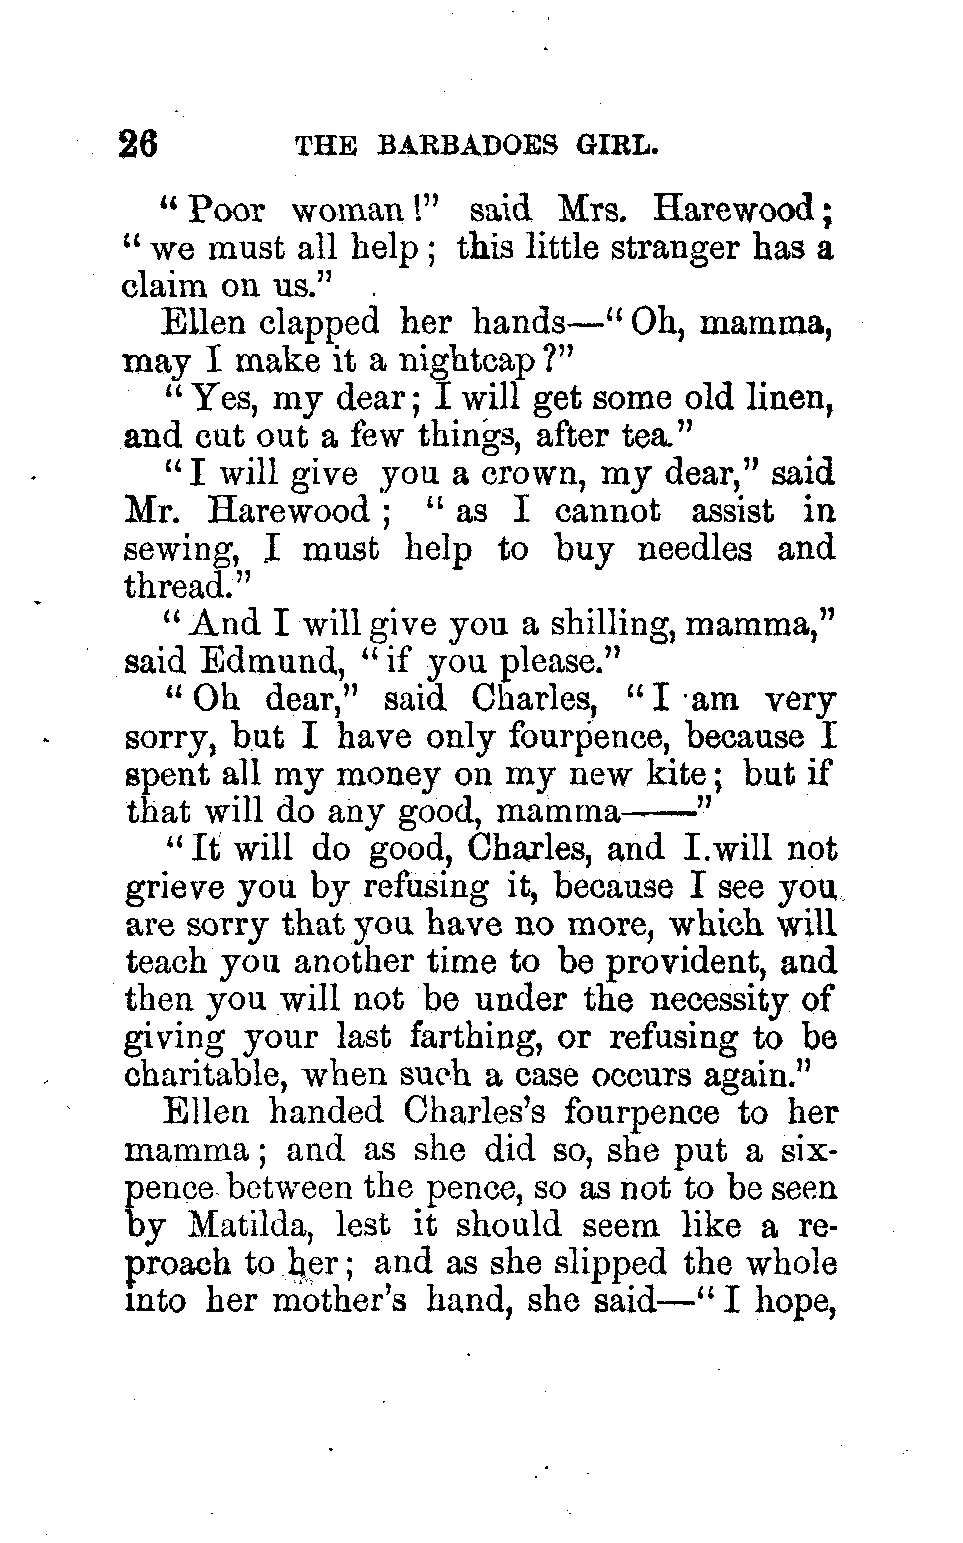 26 THE BARBADOES GIRL.
“Poor woman!” said Mrs. Harewood;
“we must all help; this little stranger has a
claim on us.”
Ellen clapped her hands—“Oh, mamma,
may I make it a nightcap?”
“Yes, my dear; I will get some old linen,
and cut out a few things, after tea.”
“I will give you a crown, my dear,” said
Mr. Harewood; “as I cannot assist in
sewing, I must help to buy needles and
thread.”
“And I will give you a shilling, mamma,”
said Edmund, “if you please.”
“Oh dear,” said Charles, “I am very
sorry, but I have only fourpence, because I
spent all my money on my new kite; but if
that will do any good, mamma——”
“It will do good, Charles, and I will not
grieve you by refusing it, because I see you
are sorry that you have no more, which will
teach you another time to be provident, and
then you will not be under the necessity of
giving your last farthing, or refusing to be
charitable, when such a case occurs again.”
Ellen handed Charles’s fourpence to her
mamma; and as she did so, she put a six-
pence between the pence, so as not to be seen
by Matilda, lest it should seem like a re-
proach to her; and as she slipped the whole
into her mother’s hand, she said—“I hope,